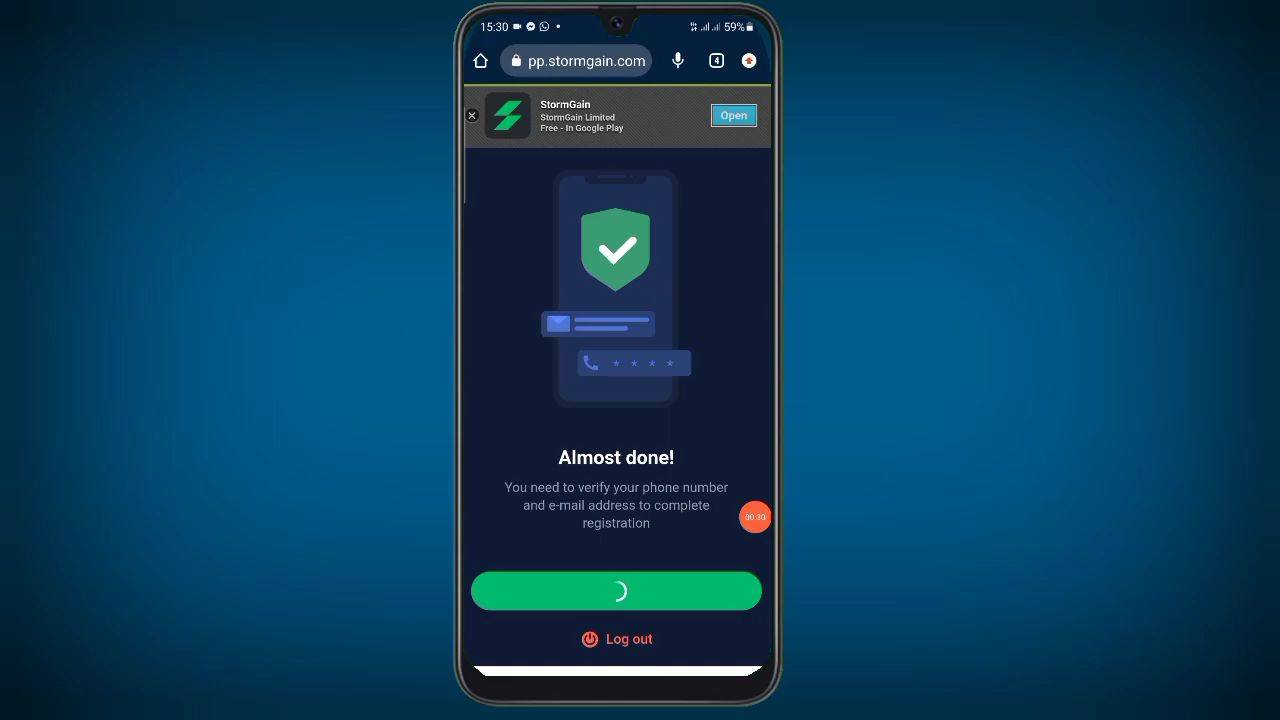 15:30 59%
pp.stormgain.com 4
StormGain
StormGain Limited
Free - In Google Play
Open
* * * *
Almost done!
You need to verify your phone number
and e-mail address to complete
registration
00:30
Log out